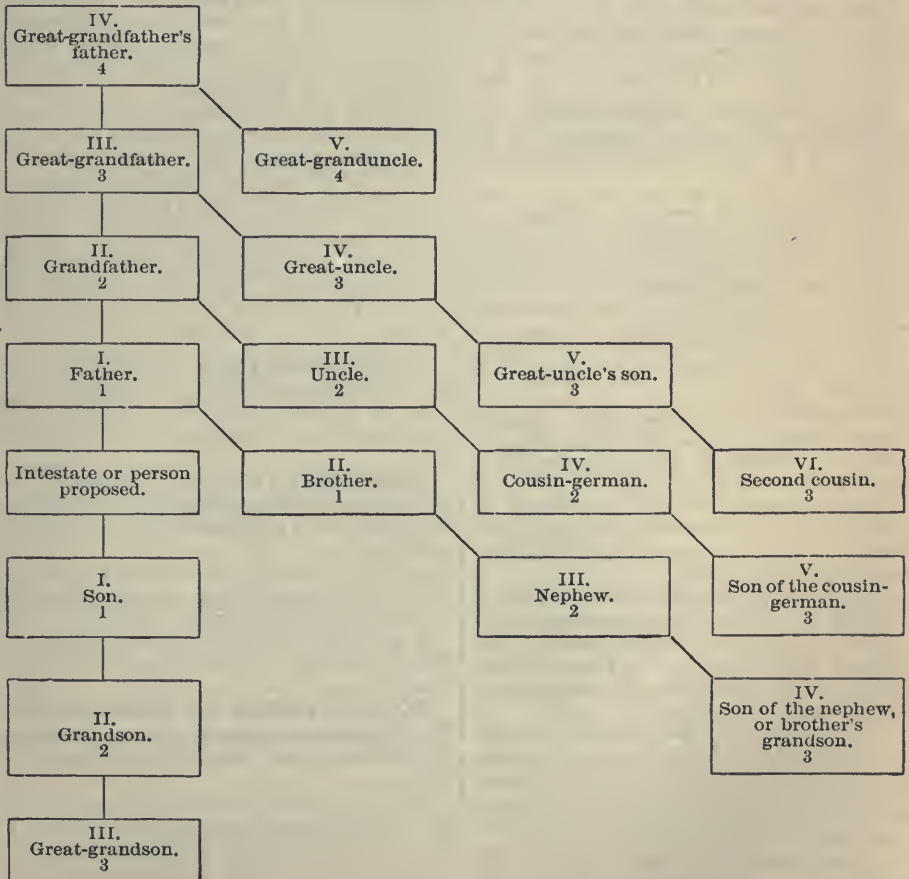 IV.
Great-grandfather's
father.
4
III.
Great-grandfather.
3
V.
Great-granduncle.
4
II.
Grandfather.
2
IV.
Great-uncle.
3
I.
Father.
1
III.
Uncle.
2
V.
Great-uncle's son.
3
Intestate or person
proposed.
II.
Brother.
1
IV.
Cousin-german.
2
VI.
Second cousin.
3
I.
Son.
1
III.
Nephew.
2
V.
Son of the cousin-
german.
3
II.
Grandson.
2
IV.
Son of the nephew,
or brother's
grandson.
3
III.
Great-grandson.
3